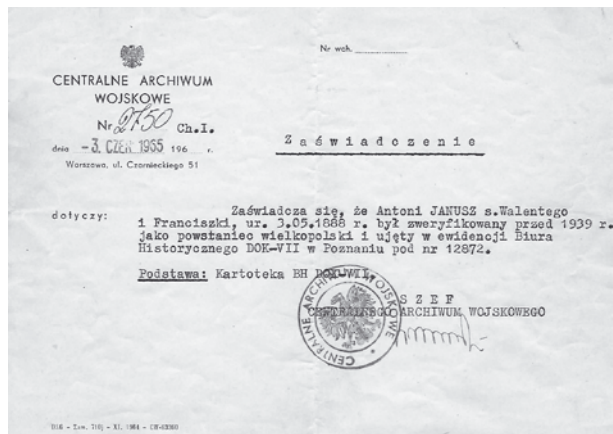 Nr wch.
CENTRALNE ARCHIWUM
WOJSKOWE
Nr 2750 Ch.I.
dnia -3. CZER 1965 196 r.
Warszawa, ul. Czarnieckiego 51
Zaświadczenie
dotyczy: Zaświadcza się, że Antoni JANUSZ s.Walentego
i Franciszki, ur. 3.05.1888 r. był zweryfikowany przed 1939 r.
jako powstaniec wielkopolski i ujęty w ewidencji Biura
Historycznego DOK-VII w Poznaniu pod nr 12872.
Podstawa: Kartoteka BH DOK-VII.
SZEF
CENTRALNEGO ARCHIWUM WOJSKOWEGO
CENTRALNE ARCHIWUM WOJSKOWE